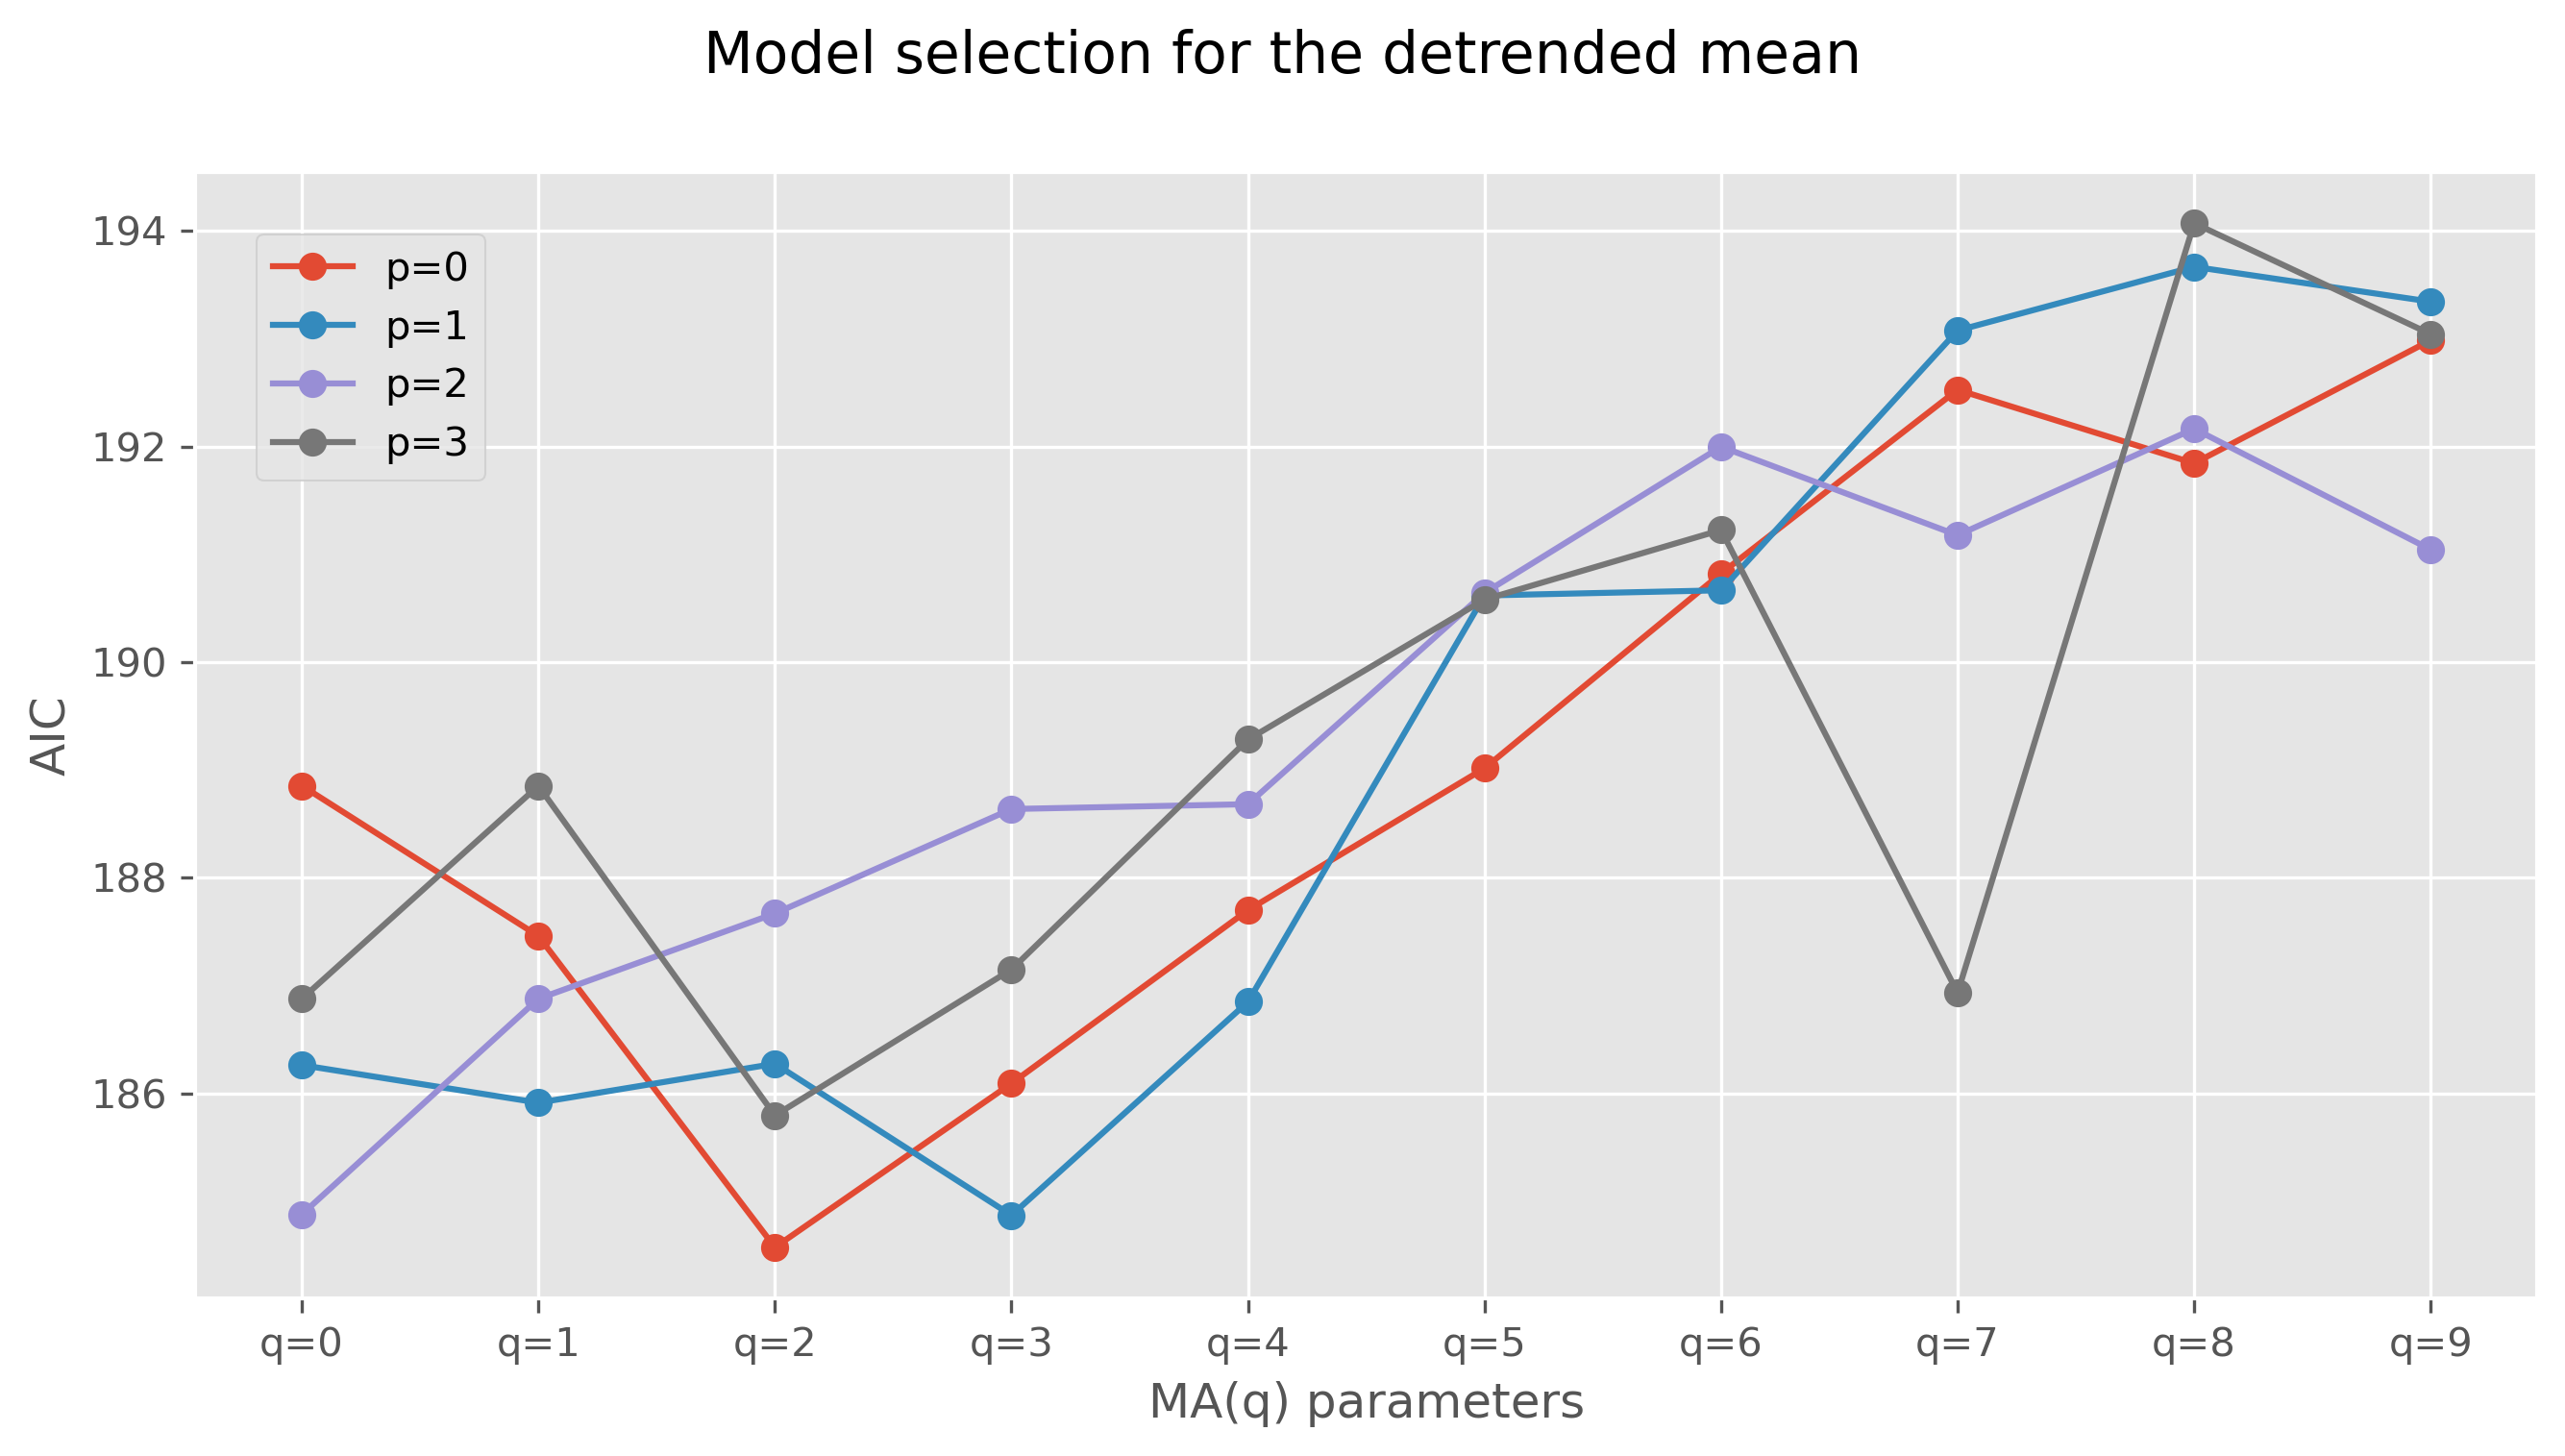 Model selection for the detrended mean
194
192
190
188
186
AIC
p=0
p=1
p=2
p=3
q=0 q=1 q=2 q=3 q=4 q=5 q=6 q=7 q=8 q=9
MA(q) parameters